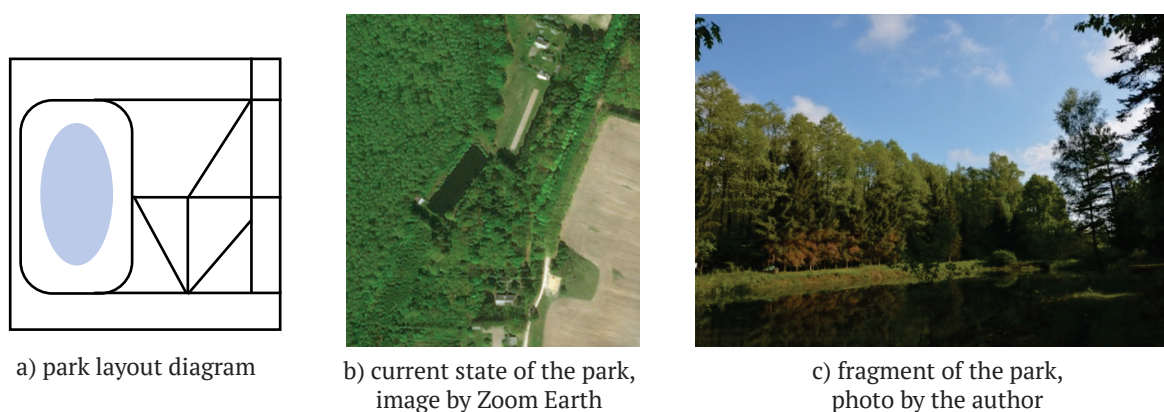 a) park layout diagram
b) current state of the park,
image by Zoom Earth
c) fragment of the park,
photo by the author